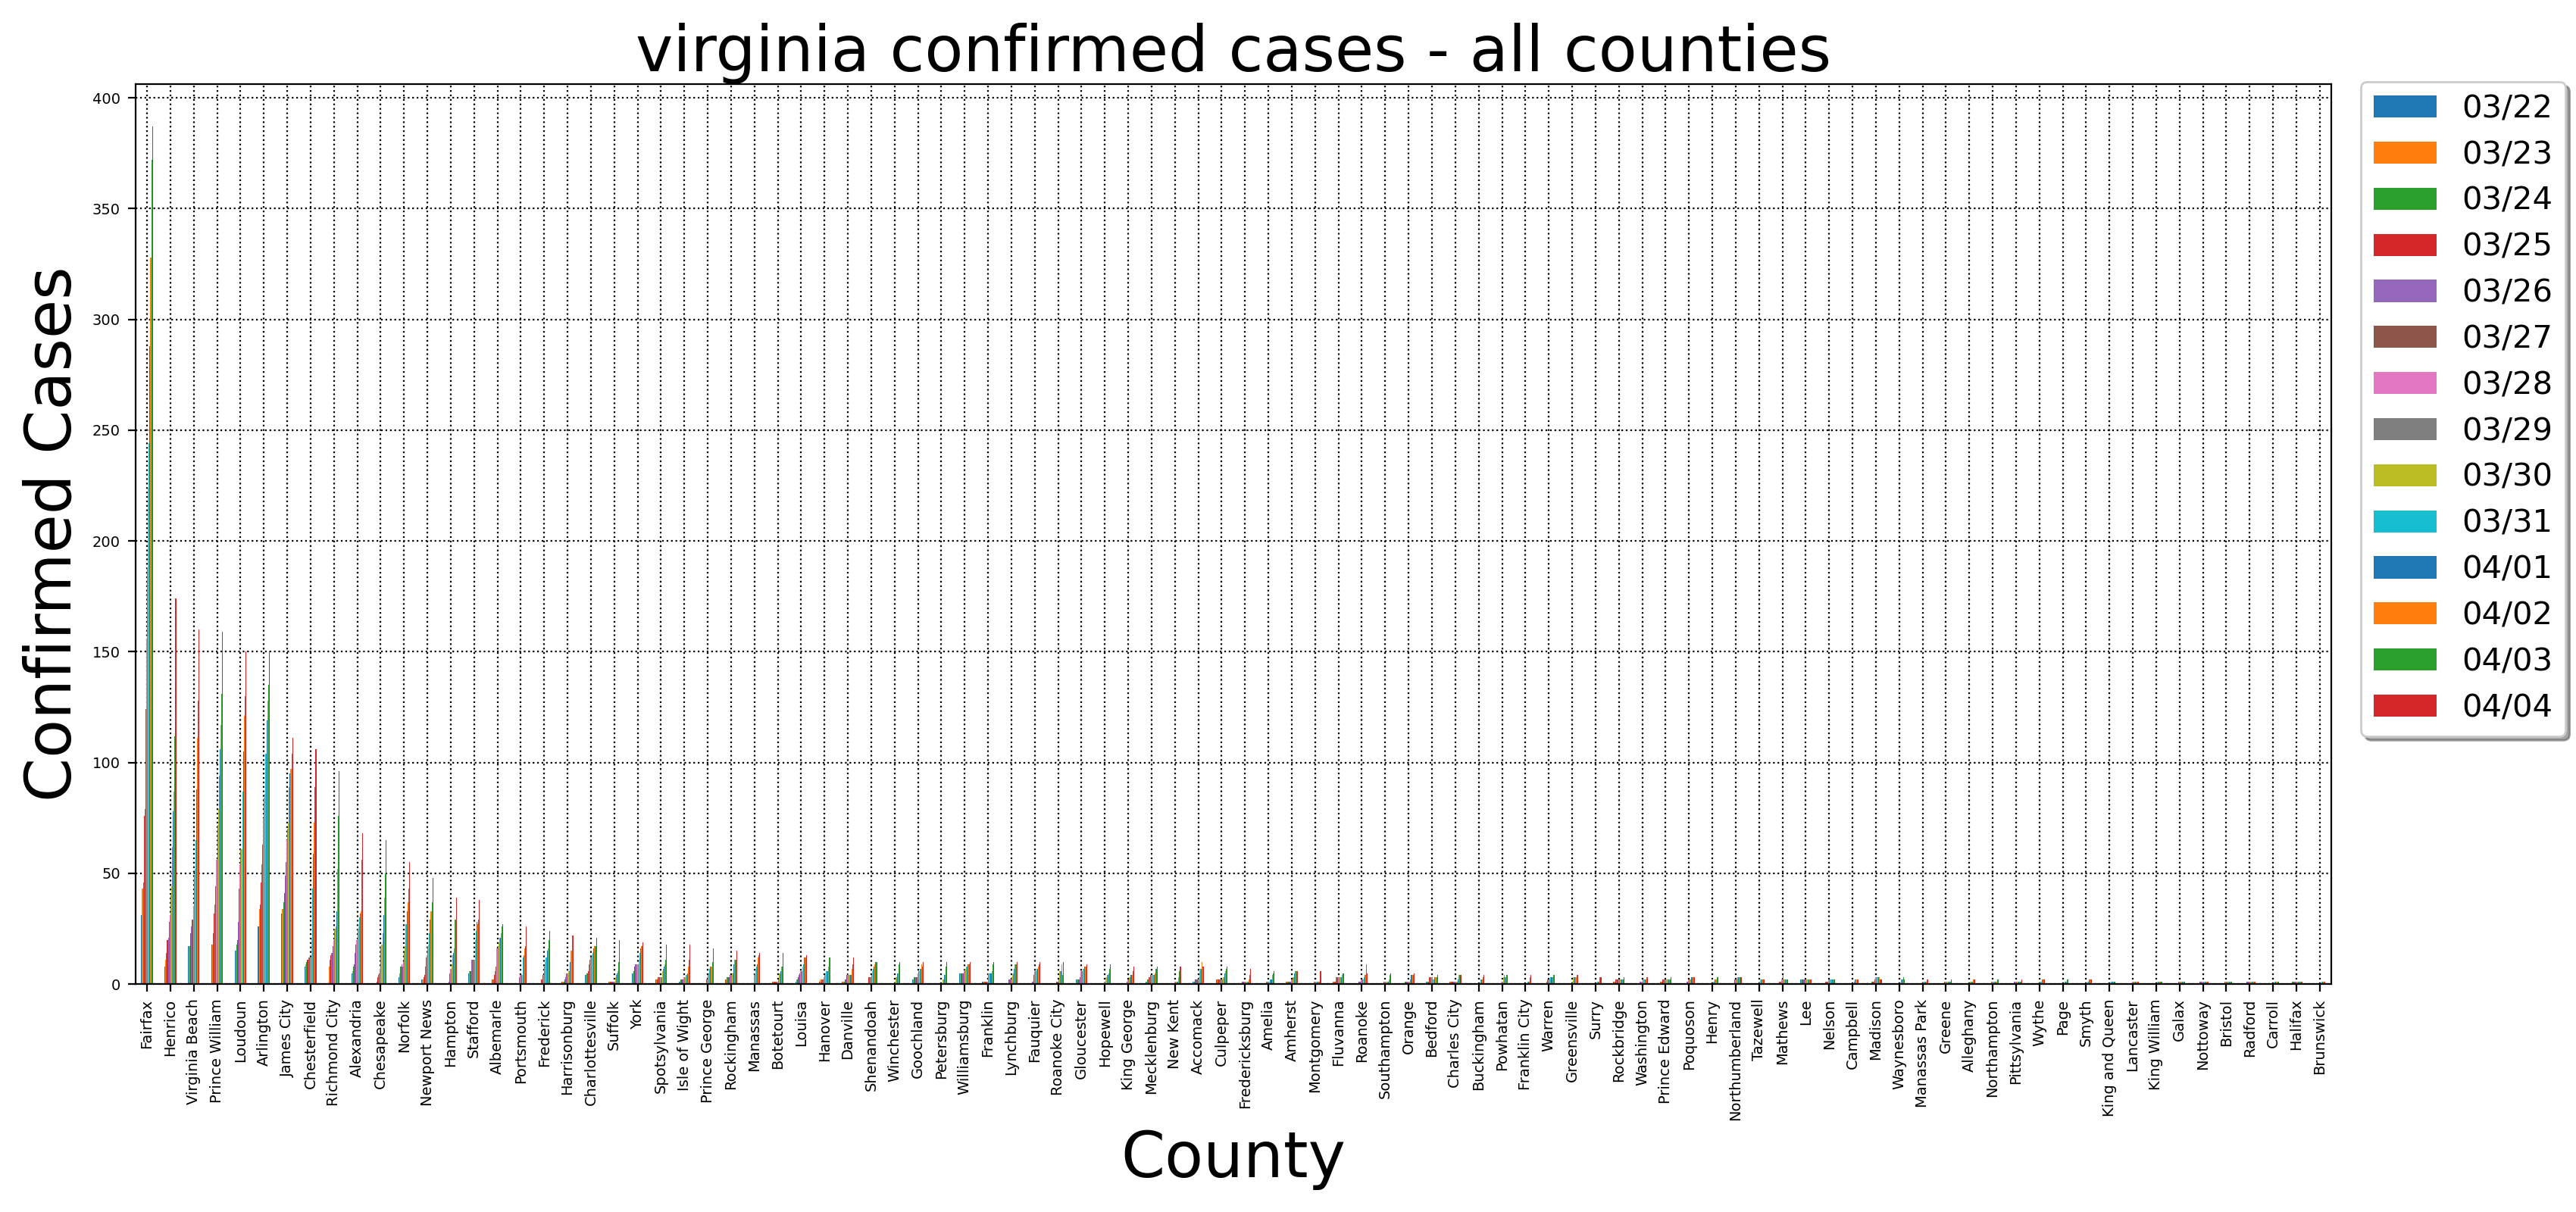 virginia confirmed cases - all counties
Confirmed Cases
400
350
300
250
200
150
100
50
0
Fairfax
Henrico
Virginia Beach
Prince William
Loudoun
Arlington
James City
Chesterfield
Richmond City
Alexandria
Chesapeake
Norfolk
Newport News
Hampton
Stafford
Albemarle
Portsmouth
Frederick
Harrisonburg
Charlottesville
Suffolk
York
Spotsylvania
Isle of Wight
Prince George
Rockingham
Manassas
Botetourt
Louisa
Hanover
Danville
Shenandoah
Winchester
Goochland
Petersburg
Williamsburg
Franklin
Lynchburg
Fauquier
Roanoke City
Gloucester
Hopewell
King George
Mecklenburg
New Kent
Accomack
Culpeper
Fredericksburg
Amelia
Amherst
Montgomery
Fluvanna
Roanoke
Southampton
Orange
Bedford
Charles City
Buckingham
Powhatan
Franklin City
Warren
Greensville
Surry
Rockbridge
Washington
Prince Edward
Poquoson
Henry
Northumberland
Tazewell
Mathews
Lee
Nelson
Campbell
Madison
Waynesboro
Manassas Park
Greene
Alleghany
Northampton
Pittsylvania
Wythe
Page
Smyth
King and Queen
Lancaster
King William
Galax
Nottoway
Bristol
Radford
Carroll
Halifax
Brunswick
County
03/22
03/23
03/24
03/25
03/26
03/27
03/28
03/29
03/30
03/31
04/01
04/02
04/03
04/04